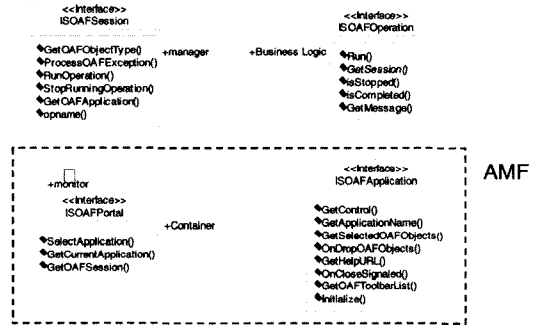 <<Interface>>
ISOAFSession
GetOAFObjectType()
ProcessOAFException()
RunOperation()
StopRunningOperation()
GetOAFApplication()
opname()
+manager
+Business Logic
<<Interface>>
ISOAFOperation
Run()
GetSession()
isStopped()
isCompleted()
GetMessage()
AMF
+monitor
<<Interface>>
ISOAFPortal
SelectApplication()
GetCurrentApplication()
GetOAFSession()
+Container
<<Interface>>
ISOAFApplication
GetControl()
GetApplicationName()
GetSelectedOAFObjects()
OnDropOAFObjects()
GetHelpURL()
OnCloseSignaled()
GetOAFToolbarList()
Initialize()